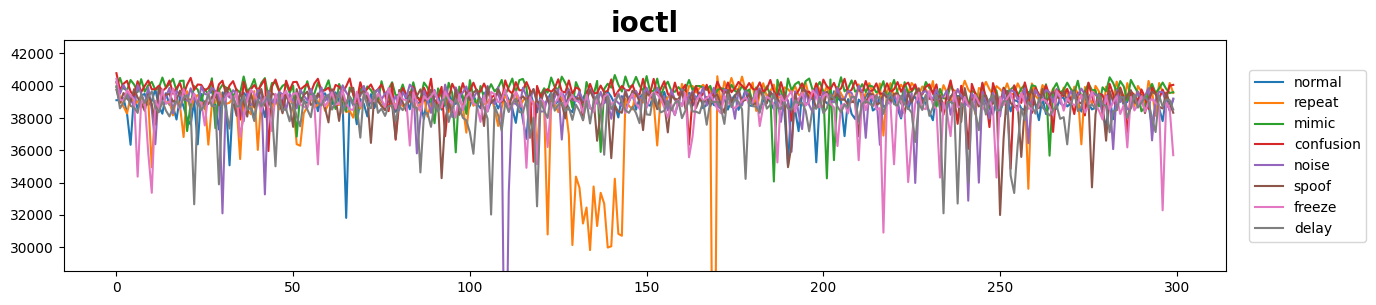 ioctl
42000
40000
38000
36000
34000
32000
30000
0
50
100
150
200
250
300
normal
repeat
mimic
confusion
noise
spoof
freeze
delay